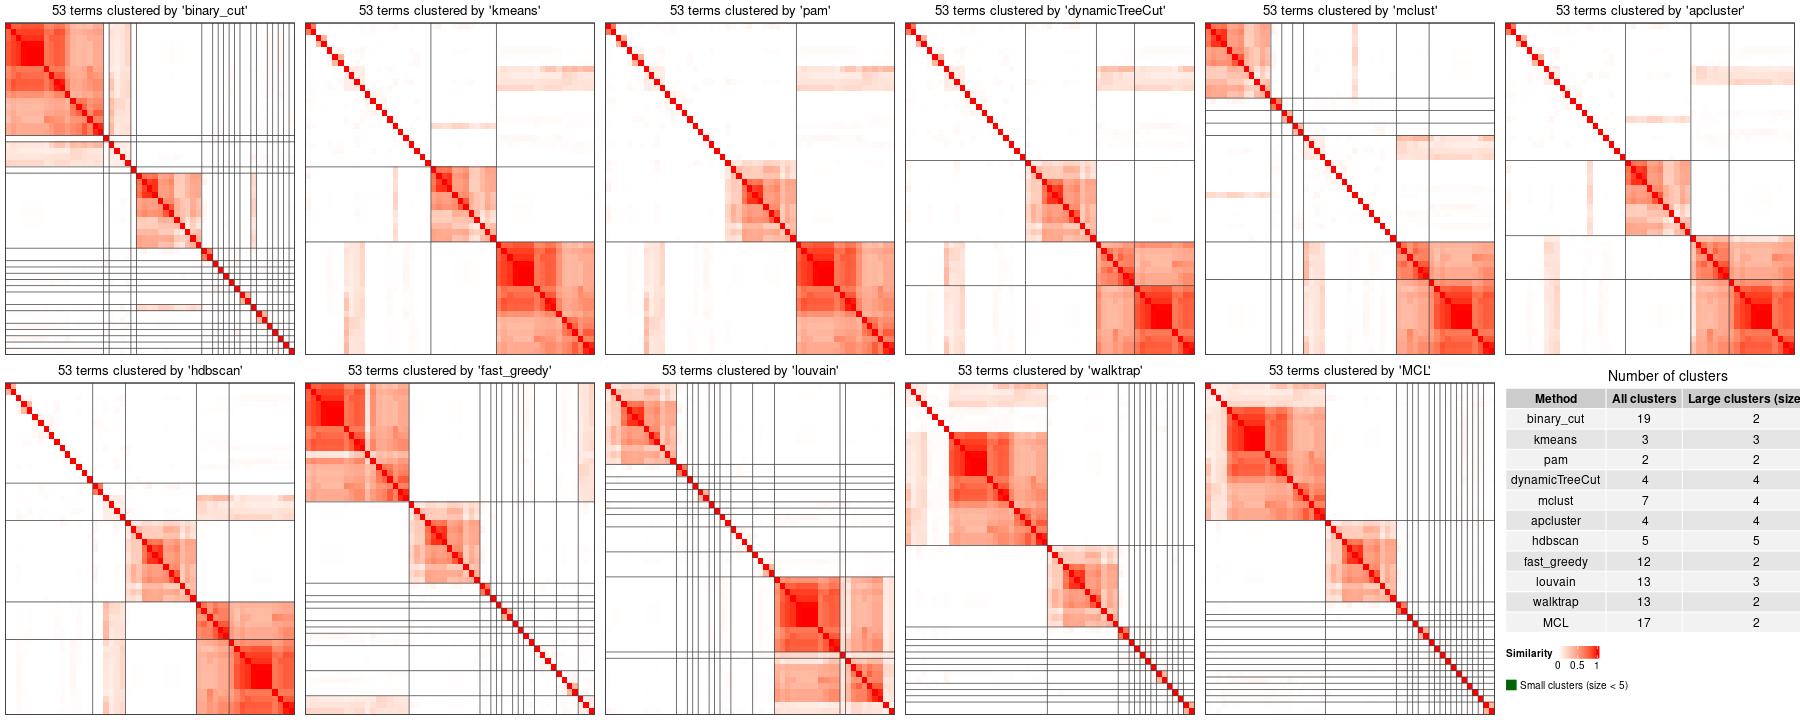 53 terms clustered by 'binary_cut'
53 terms clustered by 'kmeans'
53 terms clustered by 'pam'
53 terms clustered by 'dynamicTreeCut'
53 terms clustered by 'mclust'
53 terms clustered by 'apcluster'
53 terms clustered by 'hdbscan'
53 terms clustered by 'fast_greedy'
53 terms clustered by 'louvain'
53 terms clustered by 'walktrap'
53 terms clustered by 'MCL'
Number of clusters
Method All clusters Large clusters (size
binary_cut 19 2
kmeans 3 3
pam 2 2
dynamicTreeCut 4 4
mclust 7 4
apcluster 4 4
hdbscan 5 5
fast_greedy 12 2
louvain 13 3
walktrap 13 2
MCL 17 2
Similarity
0 0.5 1
Small clusters (size < 5)